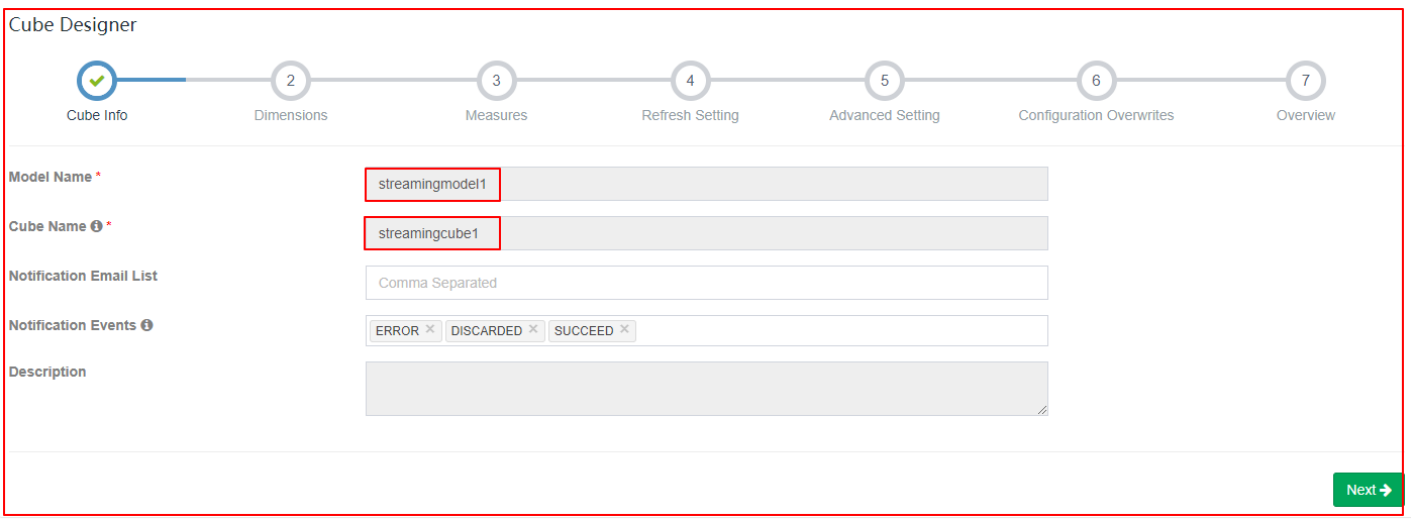 Cube Designer
2 3 4 5 6 7
Cube Info Dimensions Measures Refresh Setting Advanced Setting Configuration Overwrites Overview
Model Name * streamingmodel1
Cube Name * streamingcube1
Notification Email List Comma Separated
Notification Events ERROR × DISCARDED × SUCCEED ×
Description
Next